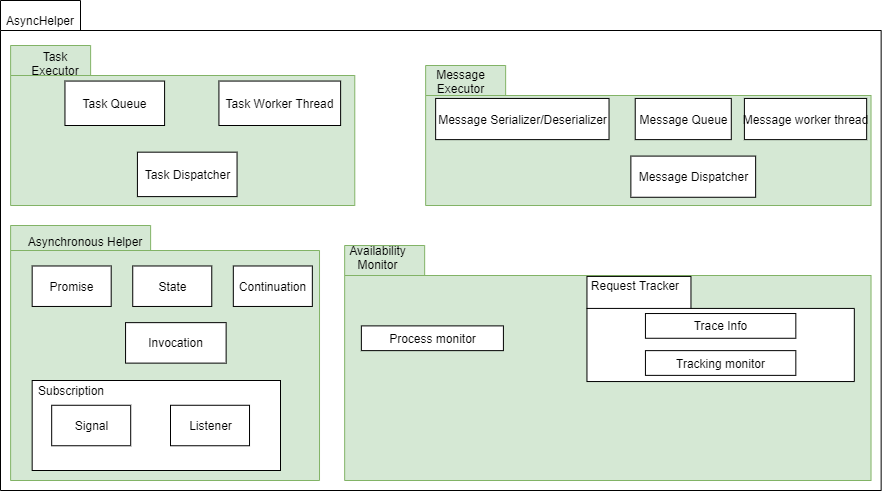 AsyncHelper
Task
Executor
Task Queue
Task Worker Thread
Task Dispatcher
Message
Executor
Message Serializer/Deserializer
Message Queue
Message worker thread
Message Dispatcher
Asynchronous Helper
Promise
State
Continuation
Invocation
Subscription
Signal
Listener
Availability
Monitor
Process monitor
Request Tracker
Trace Info
Tracking monitor